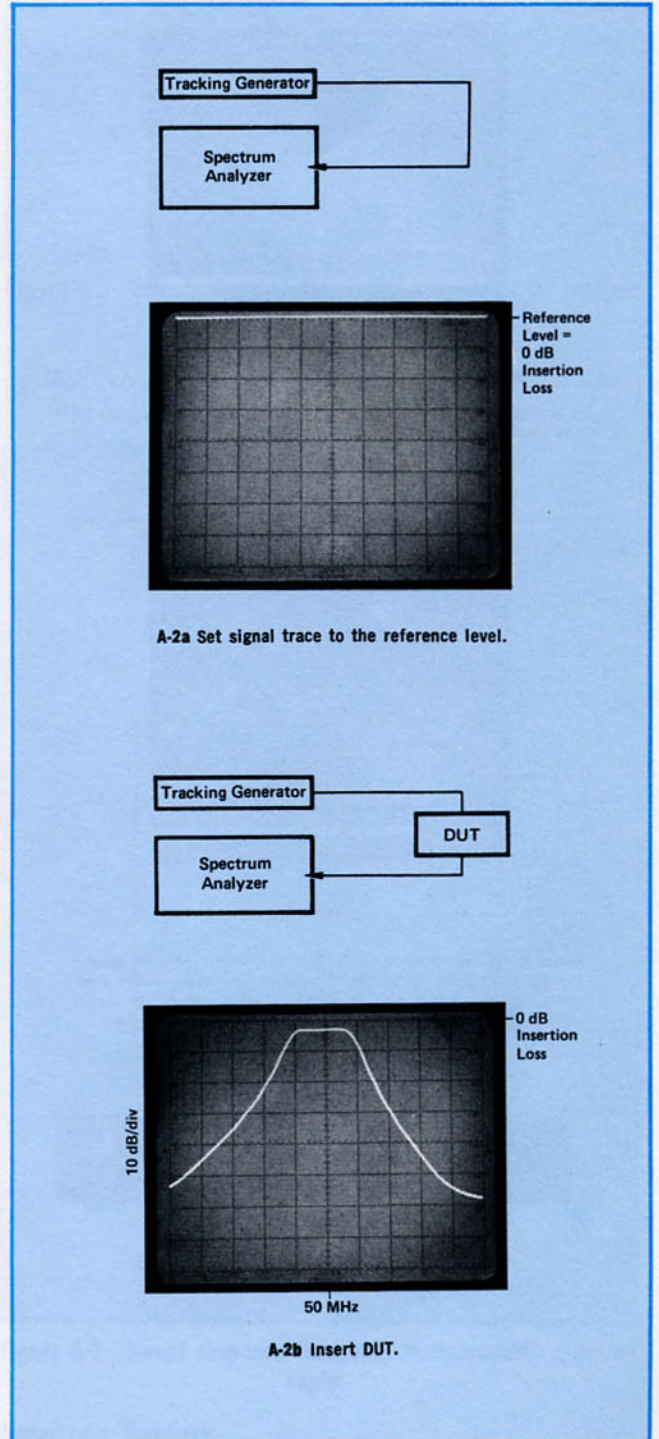 Tracking Generator
Spectrum
Analyzer
Reference
Level =
0 dB
Insertion
Loss
A-2a Set signal trace to the reference level.
Tracking Generator
DUT
Spectrum
Analyzer
0 dB
Insertion
Loss
10 dB/div
50 MHz
A-2b Insert DUT.